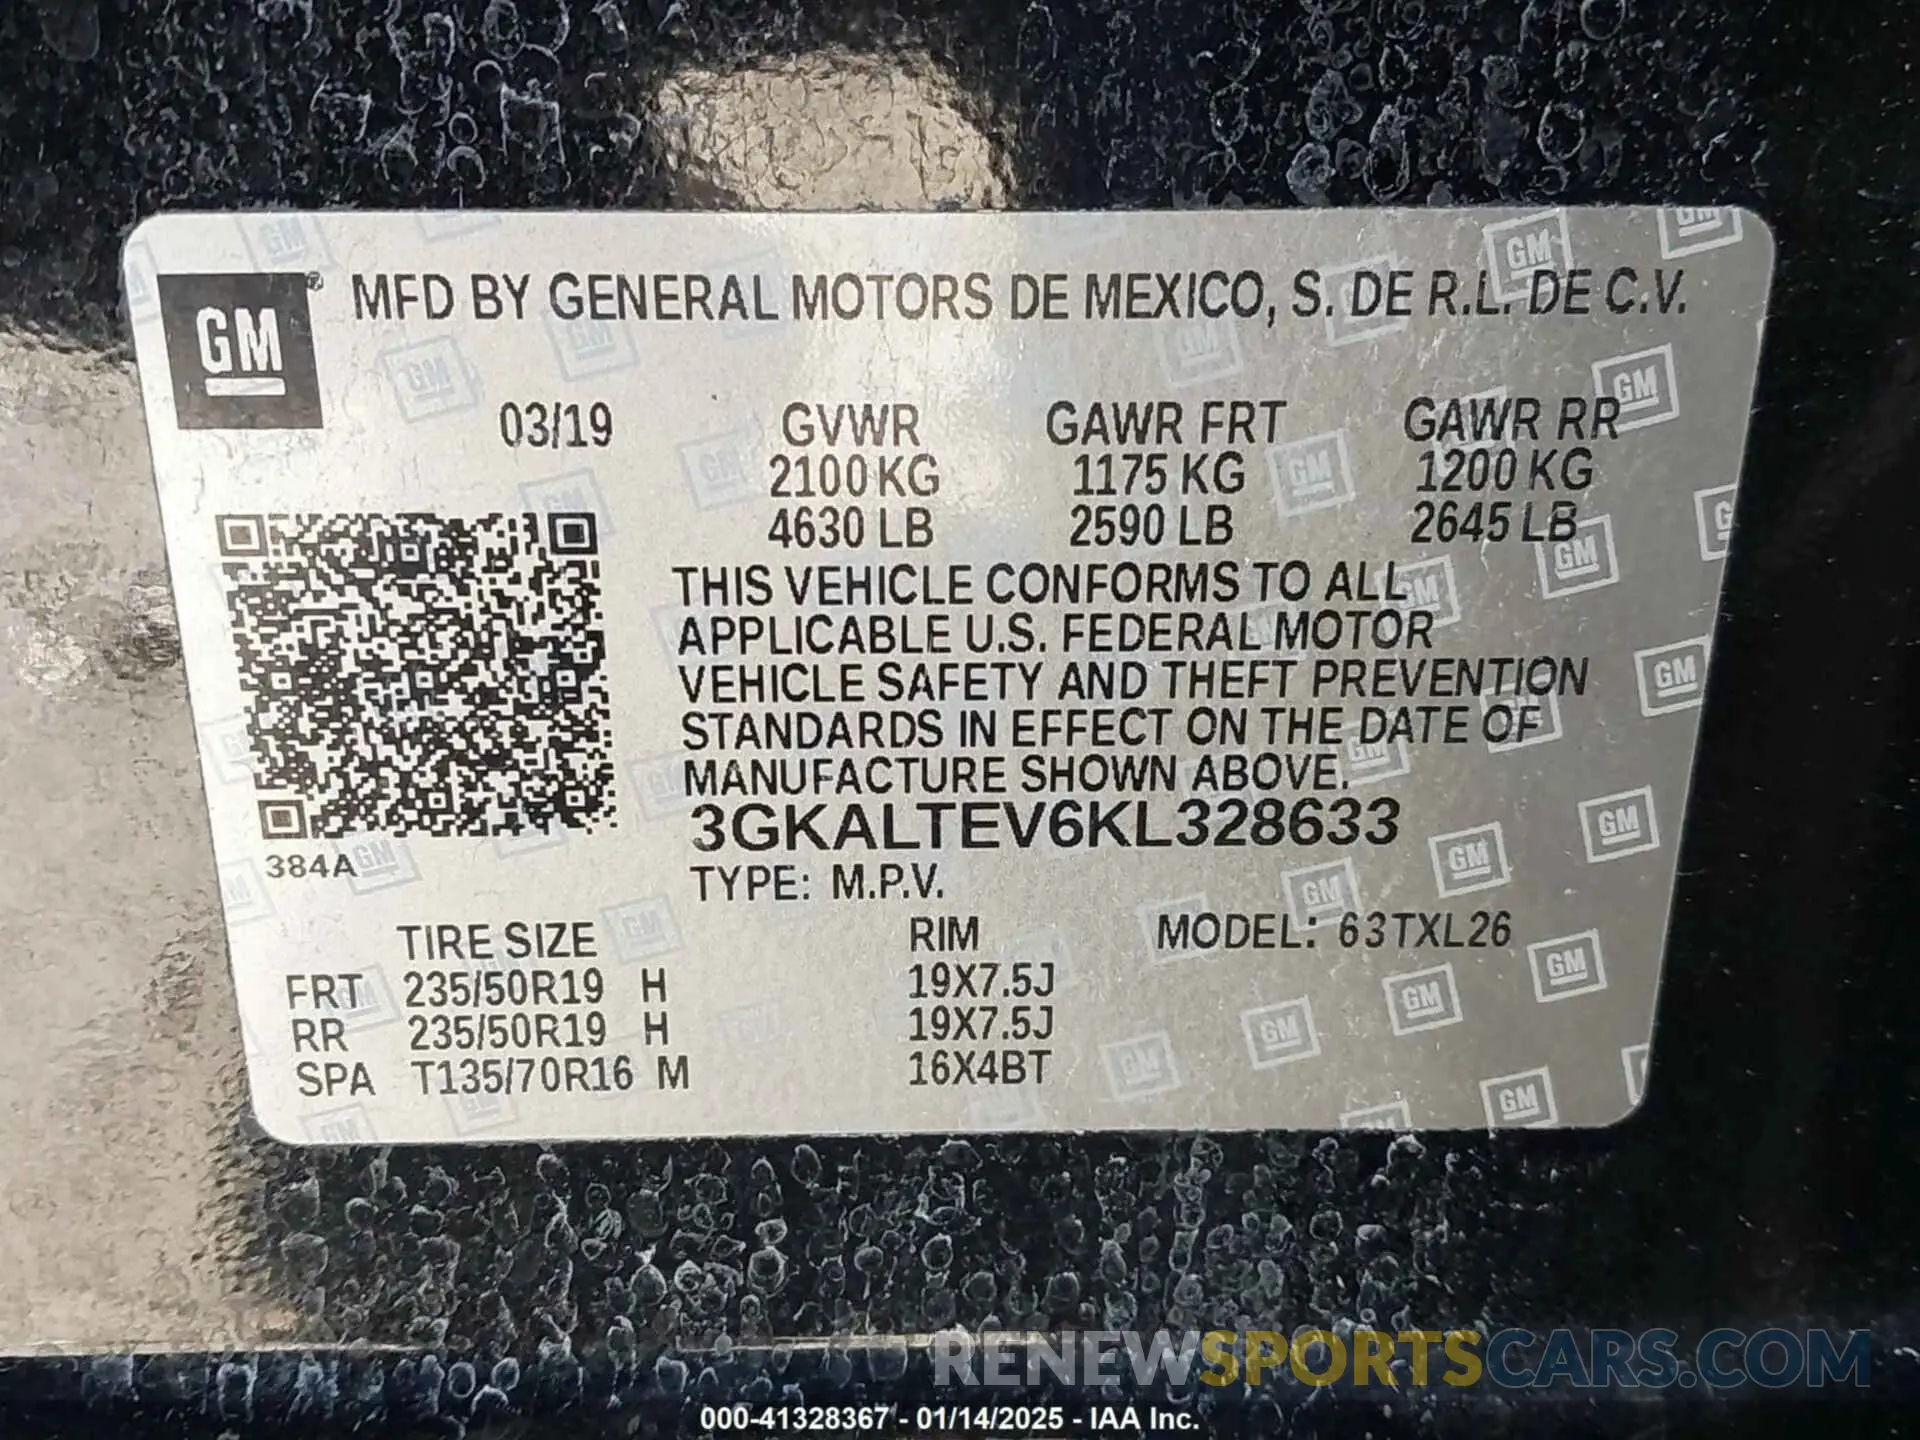 GM ® MFD BY GENERAL MOTORS DE MEXICO, S. DE R.L. DE C.V.
03/19 GVWR GAWR FRT GAWR RR
2100 KG 1175 KG 1200 KG
4630 LB 2590 LB 2645 LB
THIS VEHICLE CONFORMS TO ALL
APPLICABLE U.S. FEDERAL MOTOR
VEHICLE SAFETY AND THEFT PREVENTION
STANDARDS IN EFFECT ON THE DATE OF
MANUFACTURE SHOWN ABOVE.
3GKALTEV6KL328633
384A
TYPE: M.P.V.
TIRE SIZE RIM MODEL: 63TXL26
FRT 235/50R19 H 19X7.5J
RR 235/50R19 H 19X7.5J
SPA T135/70R16 M 16X4BT
RENEWSPORTSCARS.COM
000-41328367 - 01/14/2025 - IAA Inc.